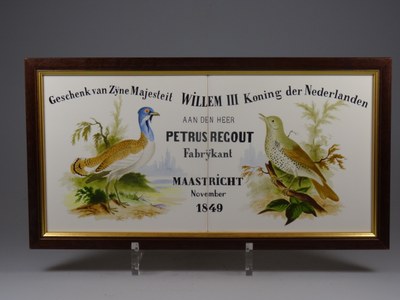 Geschenk van Zyne Majesteit WILLEM III Koning der Nederlanden
AAN DEN HEER
PETRUS REGOUT
Fabrykant
MAASTRICHT
November
1849